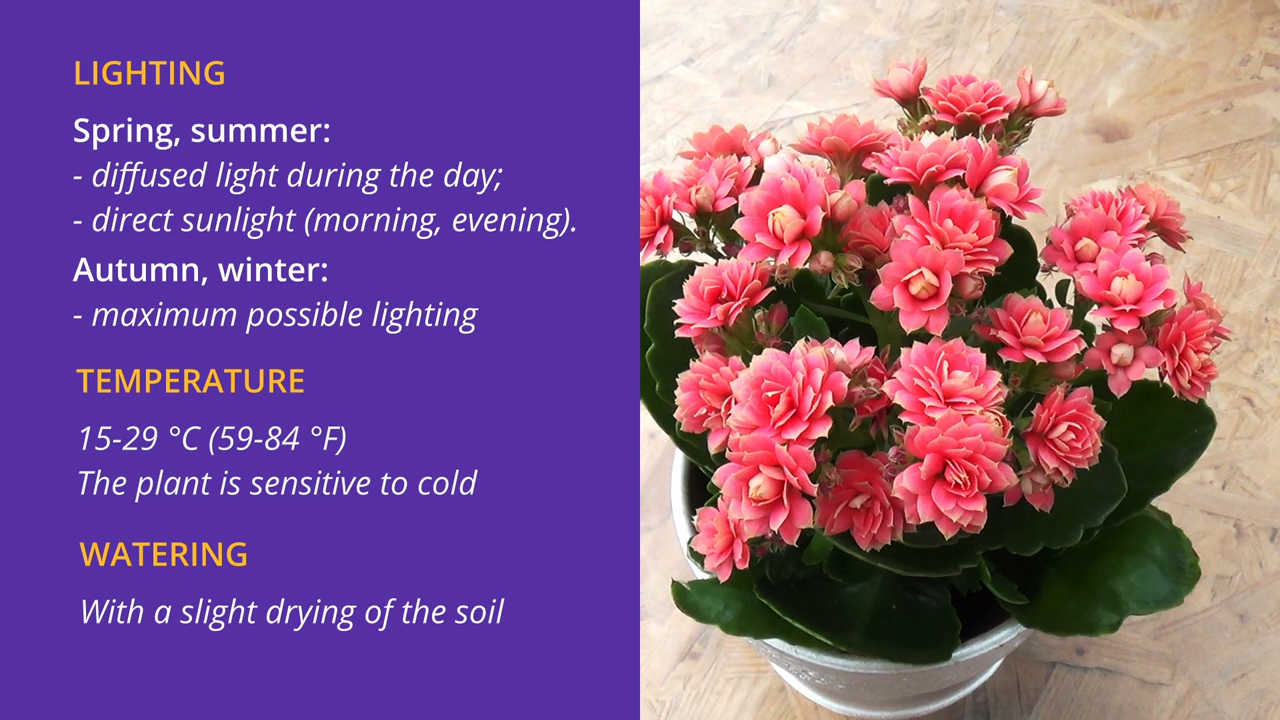 LIGHTING
Spring, summer:
- diffused light during the day;
- direct sunlight (morning, evening).
Autumn, winter:
- maximum possible lighting
TEMPERATURE
15-29 °C (59-84 °F)
The plant is sensitive to cold
WATERING
With a slight drying of the soil